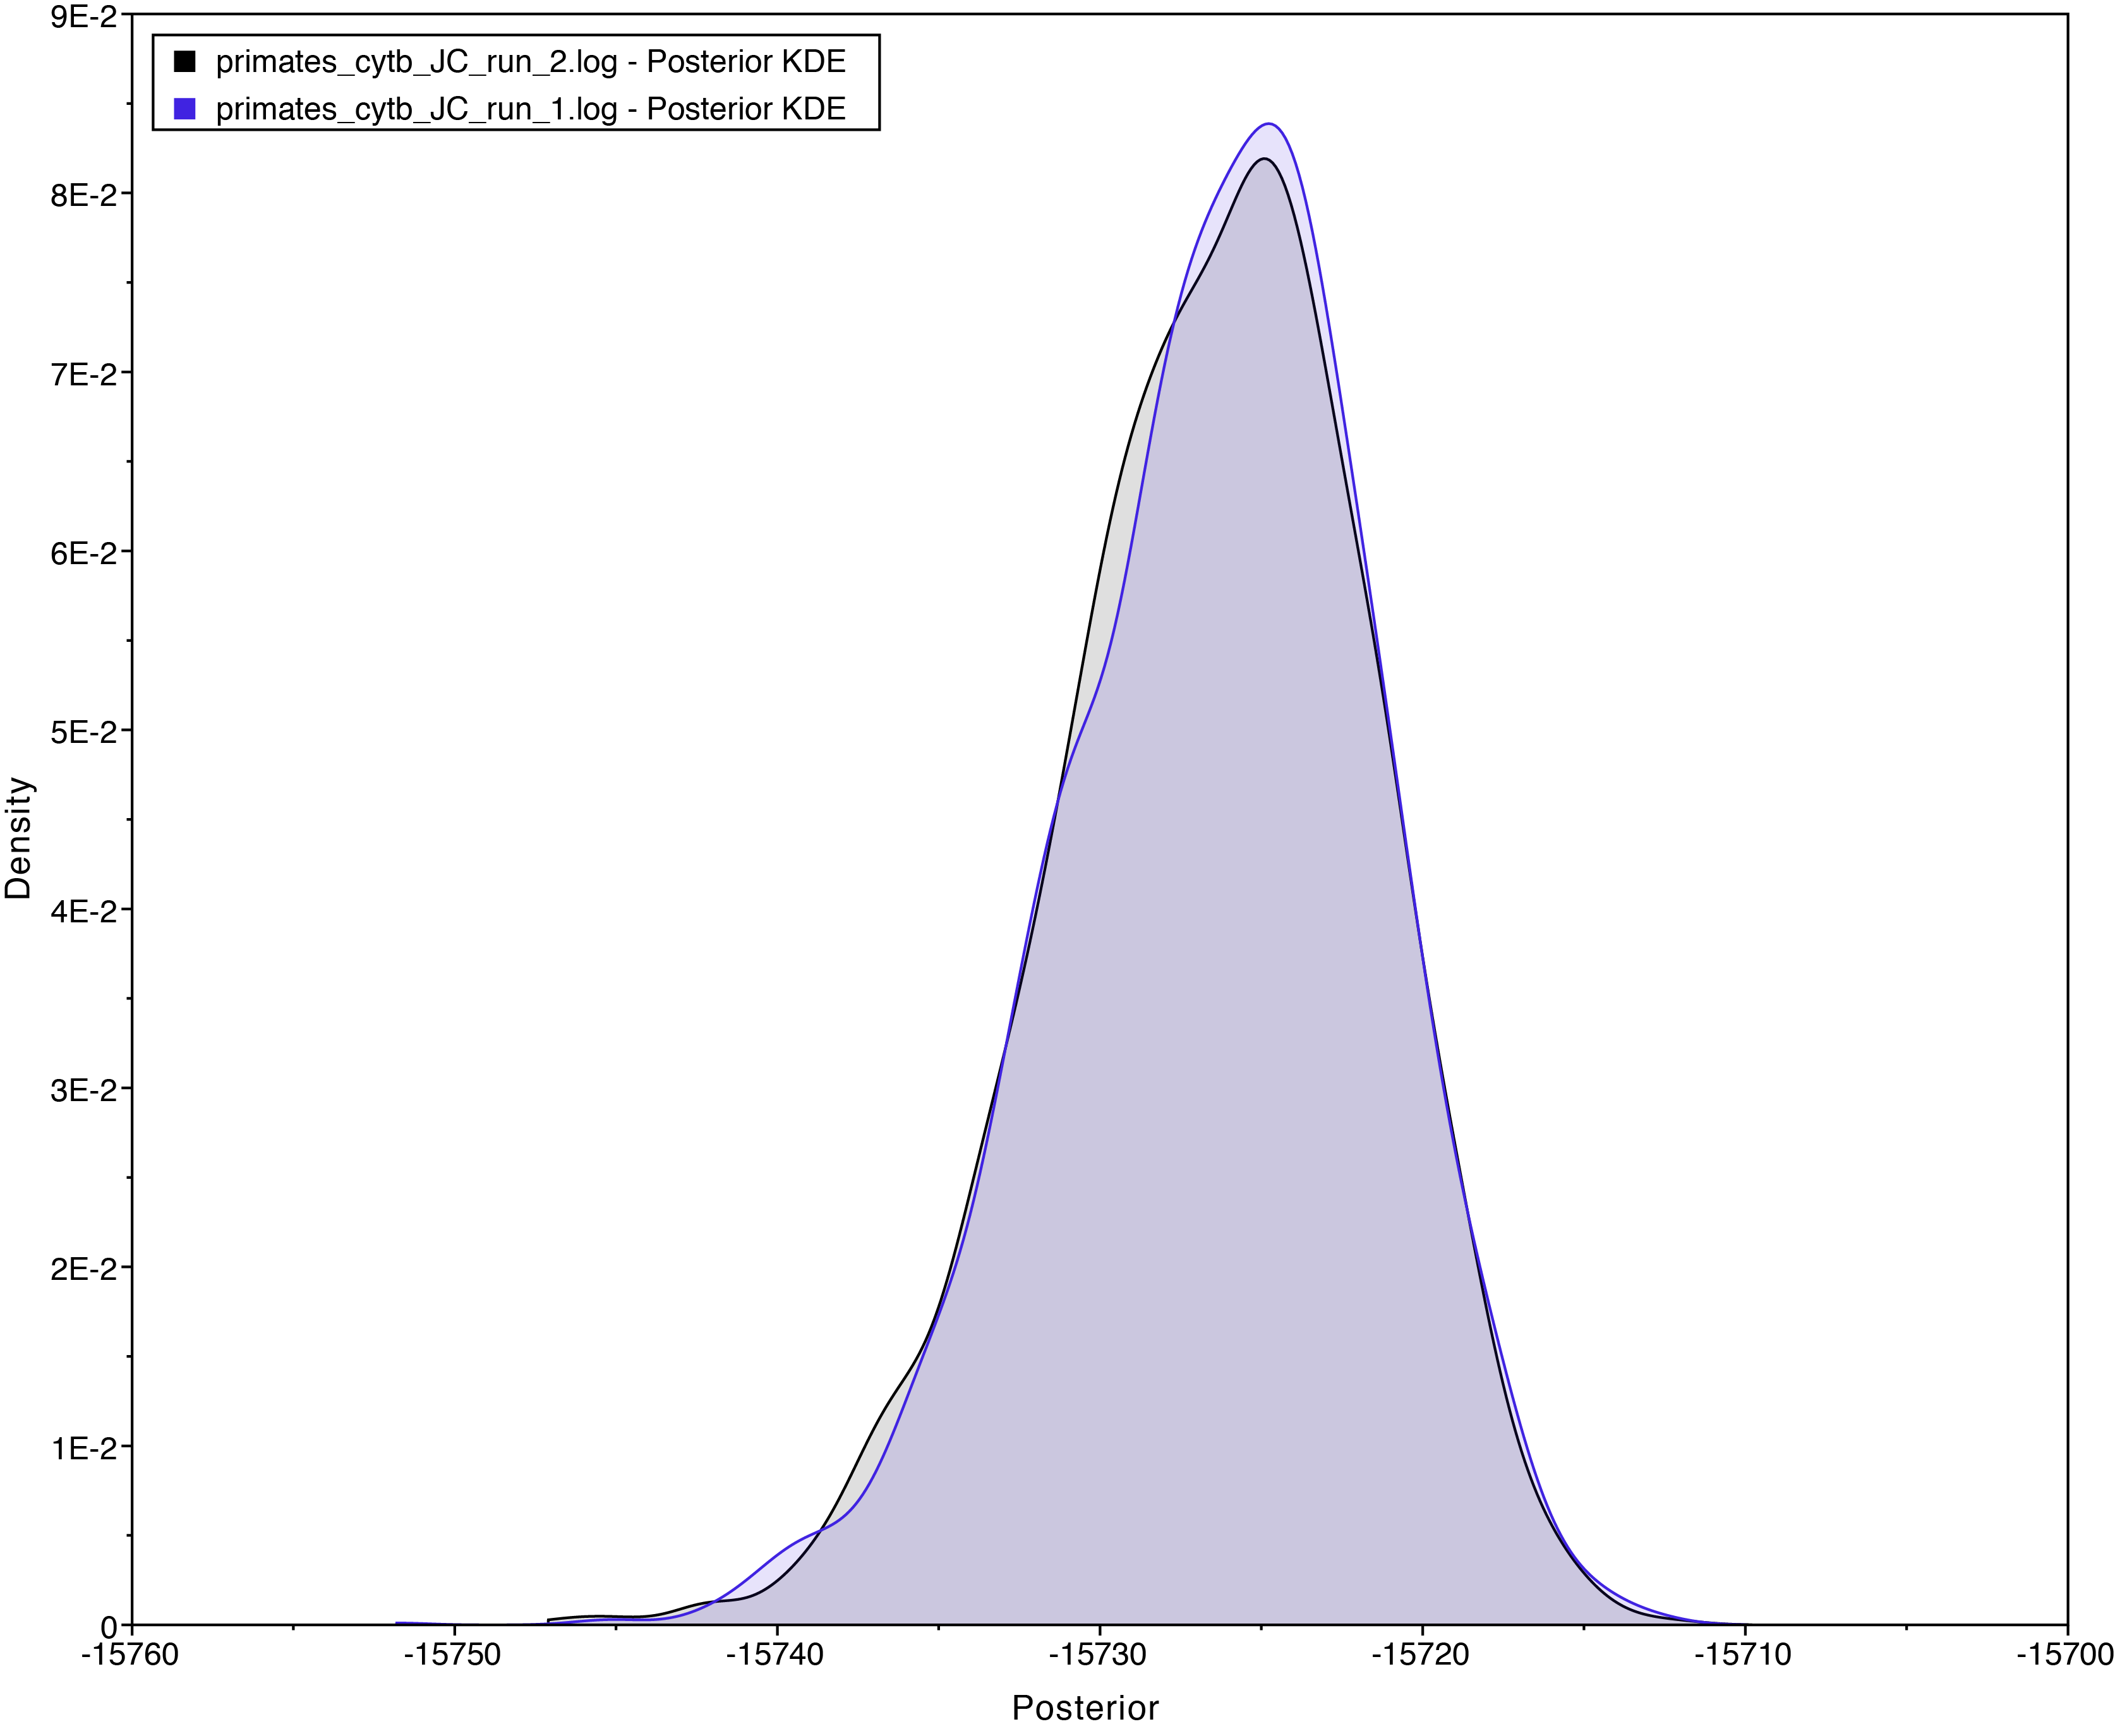 9E-2
primates_cytb_JC_run_2.log - Posterior KDE
primates_cytb_JC_run_1.log - Posterior KDE
8E-2
7E-2
6E-2
5E-2
Density
4E-2
3E-2
2E-2
1E-2
0
-15760 -15750 -15740 -15730 -15720 -15710 -15700
Posterior